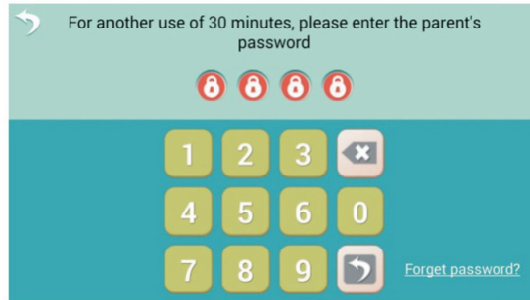 For another use of 30 minutes, please enter the parent's
password
1 2 3
4 5 6 0
7 8 9
Forget password?